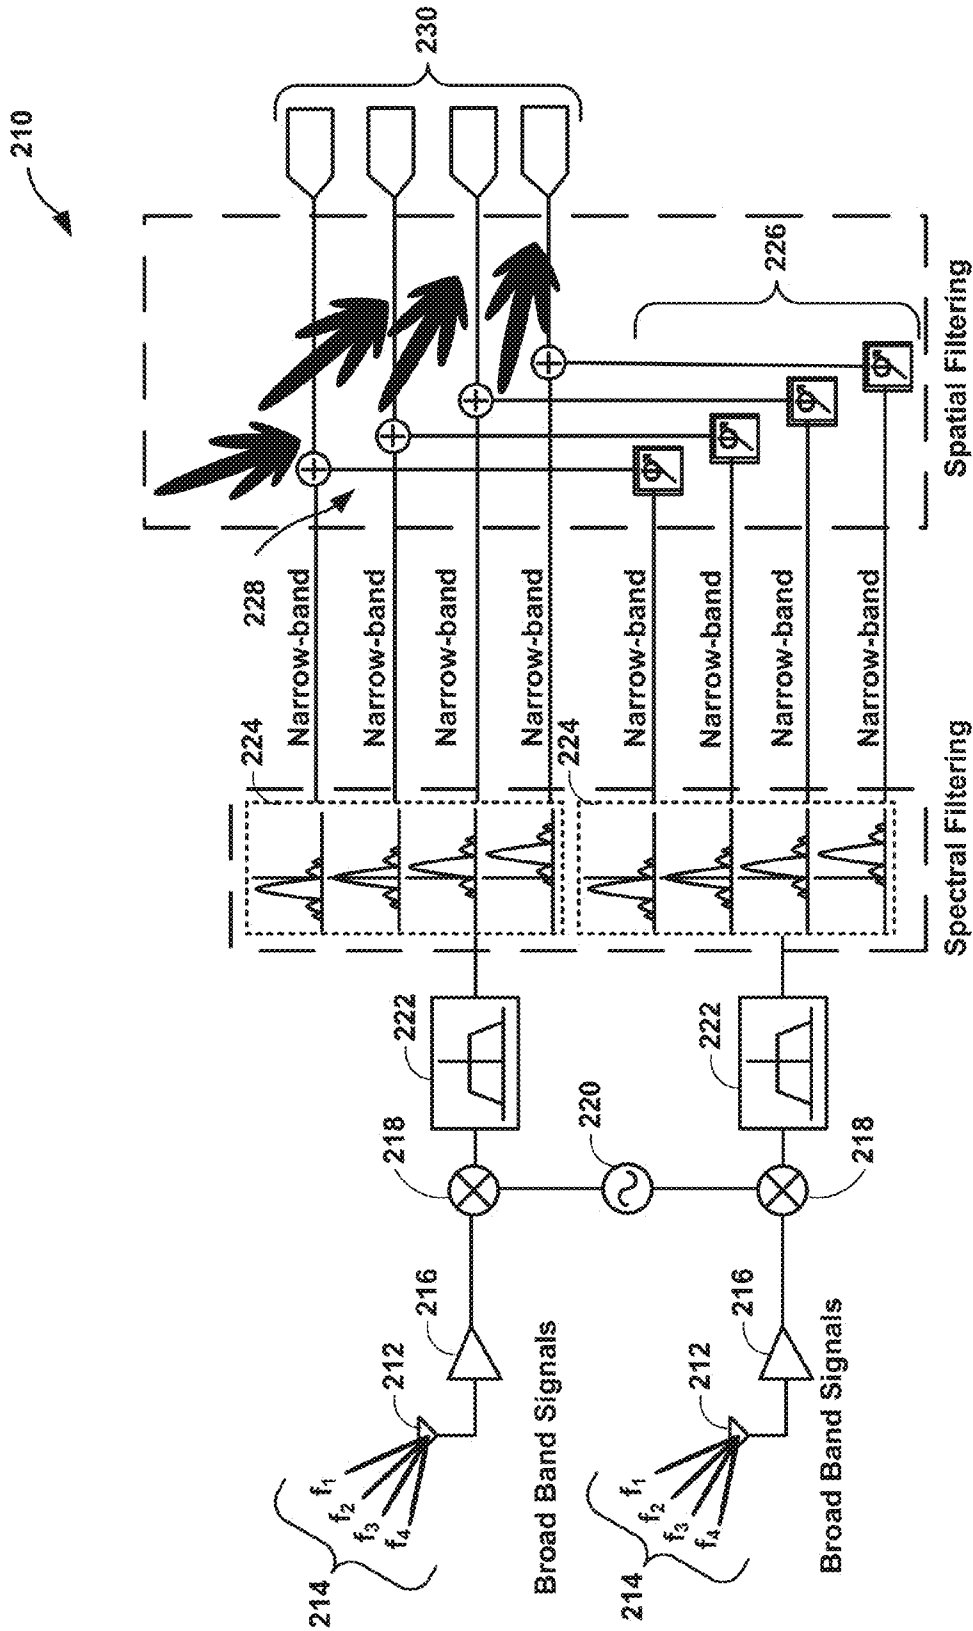 210
214
f1
f2
f3
f4
212
216
Broad Band Signals
218
222
220
214
f1
f2
f3
f4
212
216
Broad Band Signals
218
222
224
224
Spectral Filtering
Narrow-band
Narrow-band
Narrow-band
Narrow-band
Narrow-band
Narrow-band
Narrow-band
Narrow-band
228
Φ
Φ
Φ
Φ
226
Spatial Filtering
230